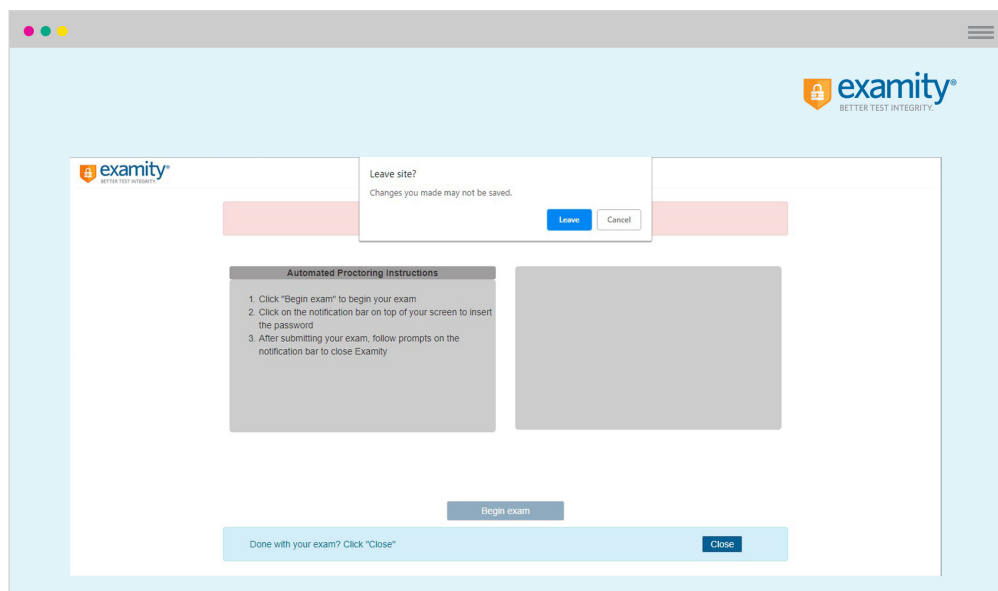 examity®
BETTER TEST INTEGRITY.
examity®
BETTER TEST INTEGRITY.
Leave site?
Changes you made may not be saved.
Leave
Cancel
Automated Proctoring Instructions
1. Click "Begin exam" to begin your exam
2. Click on the notification bar on top of your screen to insert
the password
3. After submitting your exam, follow prompts on the
notification bar to close Examity
Begin exam
Done with your exam? Click "Close"
Close